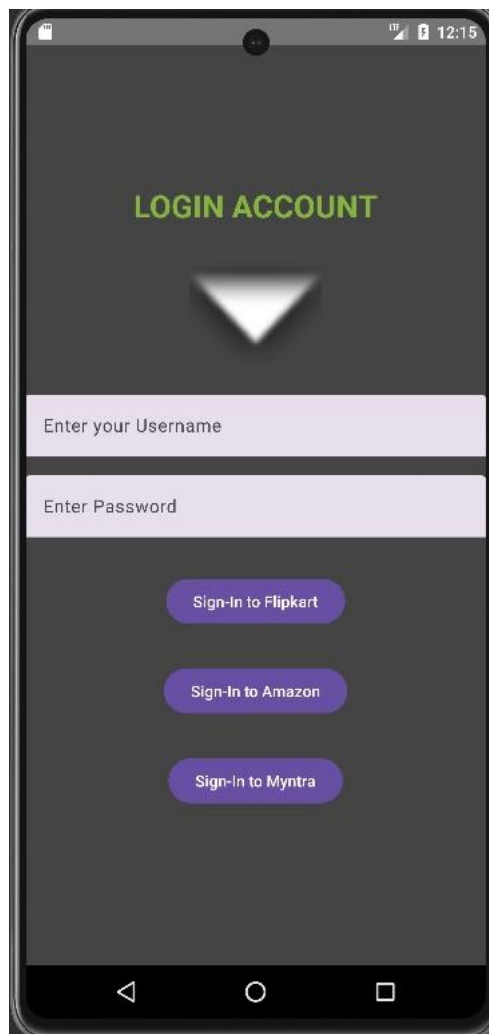 LTE 12:15
LOGIN ACCOUNT
Enter your Username
Enter Password
Sign-In to Flipkart
Sign-In to Amazon
Sign-In to Myntra